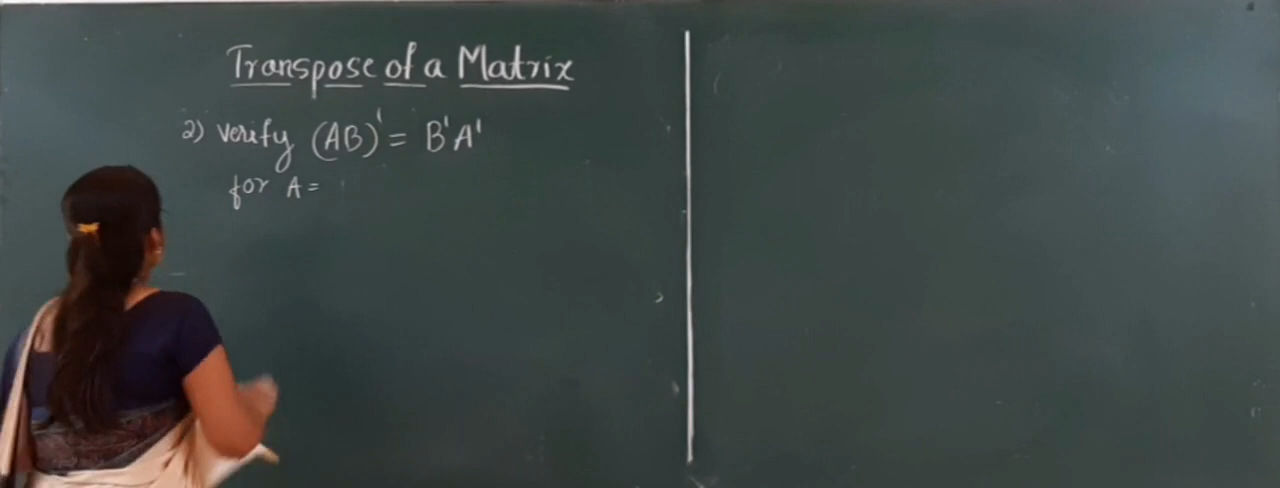 Transpose of a Matrix
2) Verify (AB)' = B'A'
for A =